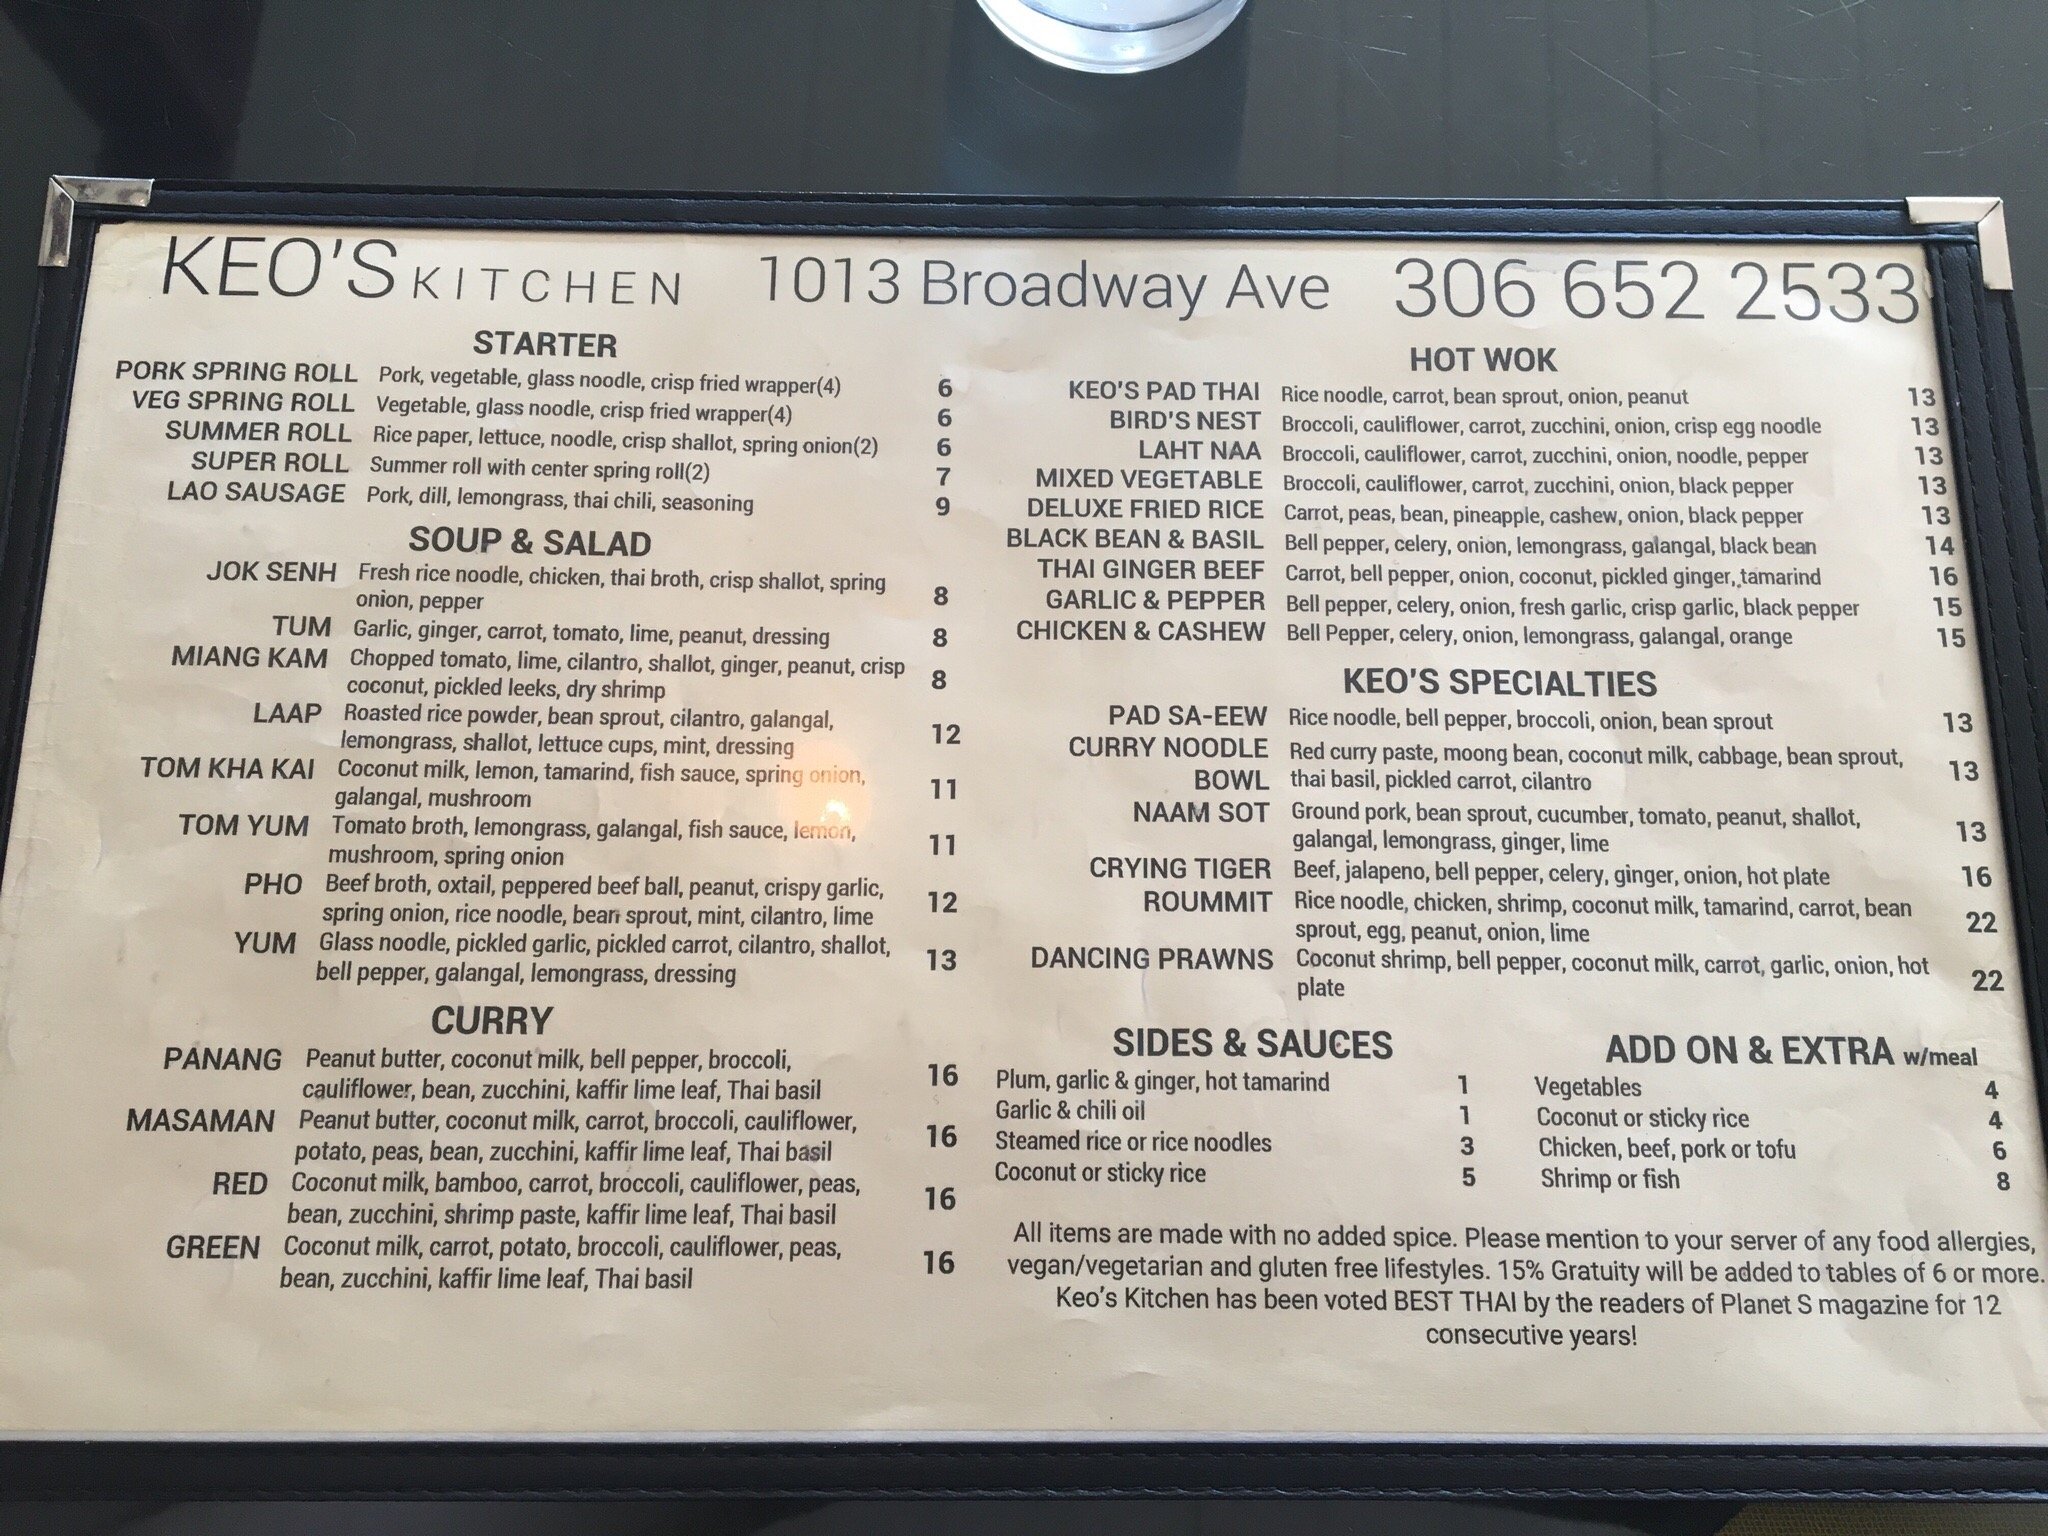 KEO'S KITCHEN 1013 Broadway Ave 306 652 2533
STARTER
PORK SPRING ROLL Pork, vegetable, glass noodle, crisp fried wrapper(4) 6
VEG SPRING ROLL Vegetable, glass noodle, crisp fried wrapper(4) 6
SUMMER ROLL Rice paper, lettuce, noodle, crisp shallot, spring onion(2) 6
SUPER ROLL Summer roll with center spring roll(2) 7
LAO SAUSAGE Pork, dill, lemongrass, thai chili, seasoning 9
SOUP & SALAD
JOK SENH Fresh rice noodle, chicken, thai broth, crisp shallot, spring
onion, pepper 8
TUM Garlic, ginger, carrot, tomato, lime, peanut, dressing 8
MIANG KAM Chopped tomato, lime, cilantro, shallot, ginger, peanut, crisp
coconut, pickled leeks, dry shrimp 8
LAAP Roasted rice powder, bean sprout, cilantro, galangal,
lemongrass, shallot, lettuce cups, mint, dressing 12
TOM KHA KAI Coconut milk, lemon, tamarind, fish sauce, spring onion,
galangal, mushroom 11
TOM YUM Tomato broth, lemongrass, galangal, fish sauce, lemon,
mushroom, spring onion 11
PHO Beef broth, oxtail, peppered beef ball, peanut, crispy garlic,
spring onion, rice noodle, bean sprout, mint, cilantro, lime 12
YUM Glass noodle, pickled garlic, pickled carrot, cilantro, shallot,
bell pepper, galangal, lemongrass, dressing 13
CURRY
PANANG Peanut butter, coconut milk, bell pepper, broccoli,
cauliflower, bean, zucchini, kaffir lime leaf, Thai basil 16
MASAMAN Peanut butter, coconut milk, carrot, broccoli, cauliflower,
potato, peas, bean, zucchini, kaffir lime leaf, Thai basil 16
RED Coconut milk, bamboo, carrot, broccoli, cauliflower, peas,
bean, zucchini, shrimp paste, kaffir lime leaf, Thai basil 16
GREEN Coconut milk, carrot, potato, broccoli, cauliflower, peas,
bean, zucchini, kaffir lime leaf, Thai basil 16
HOT WOK
KEO'S PAD THAI Rice noodle, carrot, bean sprout, onion, peanut 13
BIRD'S NEST Broccoli, cauliflower, carrot, zucchini, onion, crisp egg noodle 13
LAHT NAA Broccoli, cauliflower, carrot, zucchini, onion, noodle, pepper 13
MIXED VEGETABLE Broccoli, cauliflower, carrot, zucchini, onion, black pepper 13
DELUXE FRIED RICE Carrot, peas, bean, pineapple, cashew, onion, black pepper 13
BLACK BEAN & BASIL Bell pepper, celery, onion, lemongrass, galangal, black bean 14
THAI GINGER BEEF Carrot, bell pepper, onion, coconut, pickled ginger, tamarind 16
GARLIC & PEPPER Bell pepper, celery, onion, fresh garlic, crisp garlic, black pepper 15
CHICKEN & CASHEW Bell Pepper, celery, onion, lemongrass, galangal, orange 15
KEO'S SPECIALTIES
PAD SA-EEW Rice noodle, bell pepper, broccoli, onion, bean sprout 13
CURRY NOODLE Red curry paste, moong bean, coconut milk, cabbage, bean sprout,
BOWL thai basil, pickled carrot, cilantro 13
NAAM SOT Ground pork, bean sprout, cucumber, tomato, peanut, shallot,
galangal, lemongrass, ginger, lime 13
CRYING TIGER Beef, jalapeno, bell pepper, celery, ginger, onion, hot plate 16
ROUMMIT Rice noodle, chicken, shrimp, coconut milk, tamarind, carrot, bean
sprout, egg, peanut, onion, lime 22
DANCING PRAWNS Coconut shrimp, bell pepper, coconut milk, carrot, garlic, onion, hot
plate 22
SIDES & SAUCES
Plum, garlic & ginger, hot tamarind 1
Garlic & chili oil 1
Steamed rice or rice noodles 3
Coconut or sticky rice 5
ADD ON & EXTRA w/meal
Vegetables 4
Coconut or sticky rice 4
Chicken, beef, pork or tofu 6
Shrimp or fish 8
All items are made with no added spice. Please mention to your server of any food allergies,
vegan/vegetarian and gluten free lifestyles. 15% Gratuity will be added to tables of 6 or more.
Keo's Kitchen has been voted BEST THAI by the readers of Planet S magazine for 12
consecutive years!